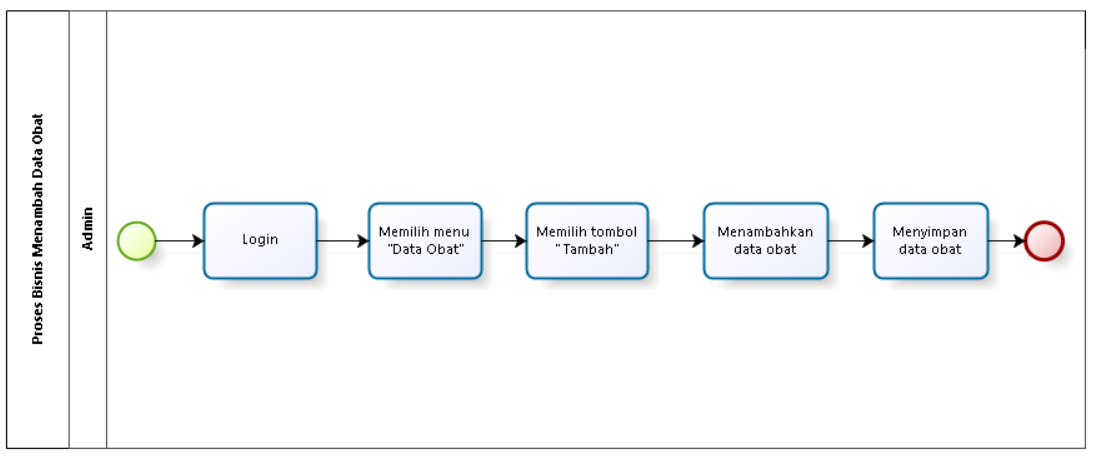 Proses Bisnis Menambah Data Obat
Admin
Login
Memilih menu
"Data Obat"
Memilih tombol
"Tambah"
Menambahkan
data obat
Menyimpan
data obat